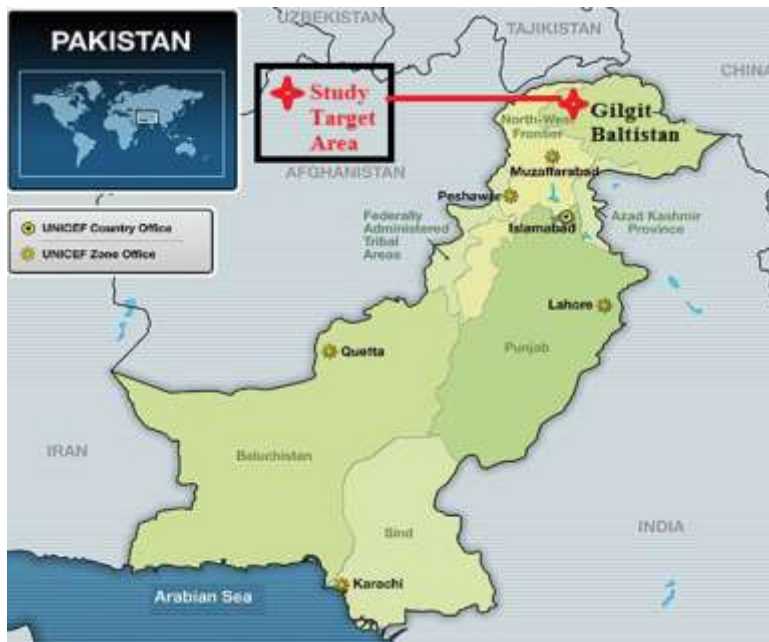 PAKISTAN
UZBEKISTAN
TAJIKISTAN
CHINA
Study
Target
Area
Gilgit
Baltistan
North-West
Frontier
AFGHANISTAN
Muzaffarabad
Peshawar
UNICEF Country Office
UNICEF Zone Office
Federally
Administered
Tribal
Areas
Islamabad
Azad Kashmir
Province
Lahore
Quetta
Punjab
IRAN
Baluchistan
Sind
INDIA
Karachi
Arabian Sea